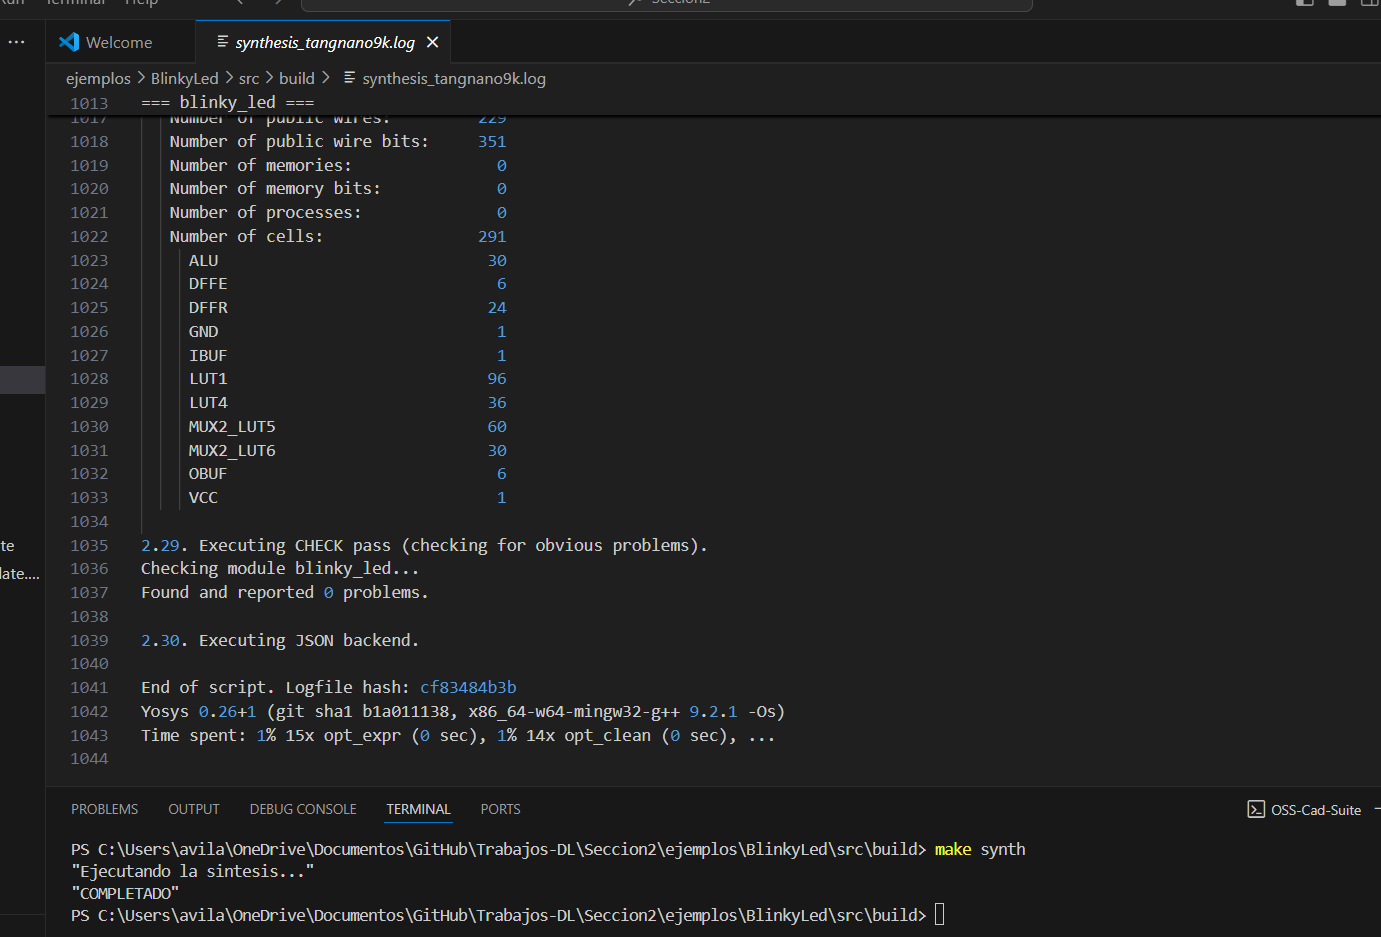 Terminal Help
Seccion2
Welcome
synthesis_tangnano9k.log
ejemplos > BlinkyLed > src > build > synthesis_tangnano9k.log
1013 === blinky_led ===
1017 Number of public wires: 229
1018 Number of public wire bits: 351
1019 Number of memories: 0
1020 Number of memory bits: 0
1021 Number of processes: 0
1022 Number of cells: 291
1023 ALU 30
1024 DFFE 6
1025 DFFR 24
1026 GND 1
1027 IBUF 1
1028 LUT1 96
1029 LUT4 36
1030 MUX2_LUT5 60
1031 MUX2_LUT6 30
1032 OBUF 6
1033 VCC 1
1034
1035 2.29. Executing CHECK pass (checking for obvious problems).
1036 Checking module blinky_led...
1037 Found and reported 0 problems.
1038
1039 2.30. Executing JSON backend.
1040
1041 End of script. Logfile hash: cf83484b3b
1042 Yosys 0.26+1 (git sha1 b1a011138, x86_64-w64-mingw32-g++ 9.2.1 -Os)
1043 Time spent: 1% 15x opt_expr (0 sec), 1% 14x opt_clean (0 sec), ...
1044
te
late....
PROBLEMS OUTPUT DEBUG CONSOLE TERMINAL PORTS
OSS-Cad-Suite
PS C:\Users\avila\OneDrive\Documentos\GitHub\Trabajos-DL\Seccion2\ejemplos\BlinkyLed\src\build> make synth
"Ejecutando la sintesis..."
"COMPLETADO"
PS C:\Users\avila\OneDrive\Documentos\GitHub\Trabajos-DL\Seccion2\ejemplos\BlinkyLed\src\build>